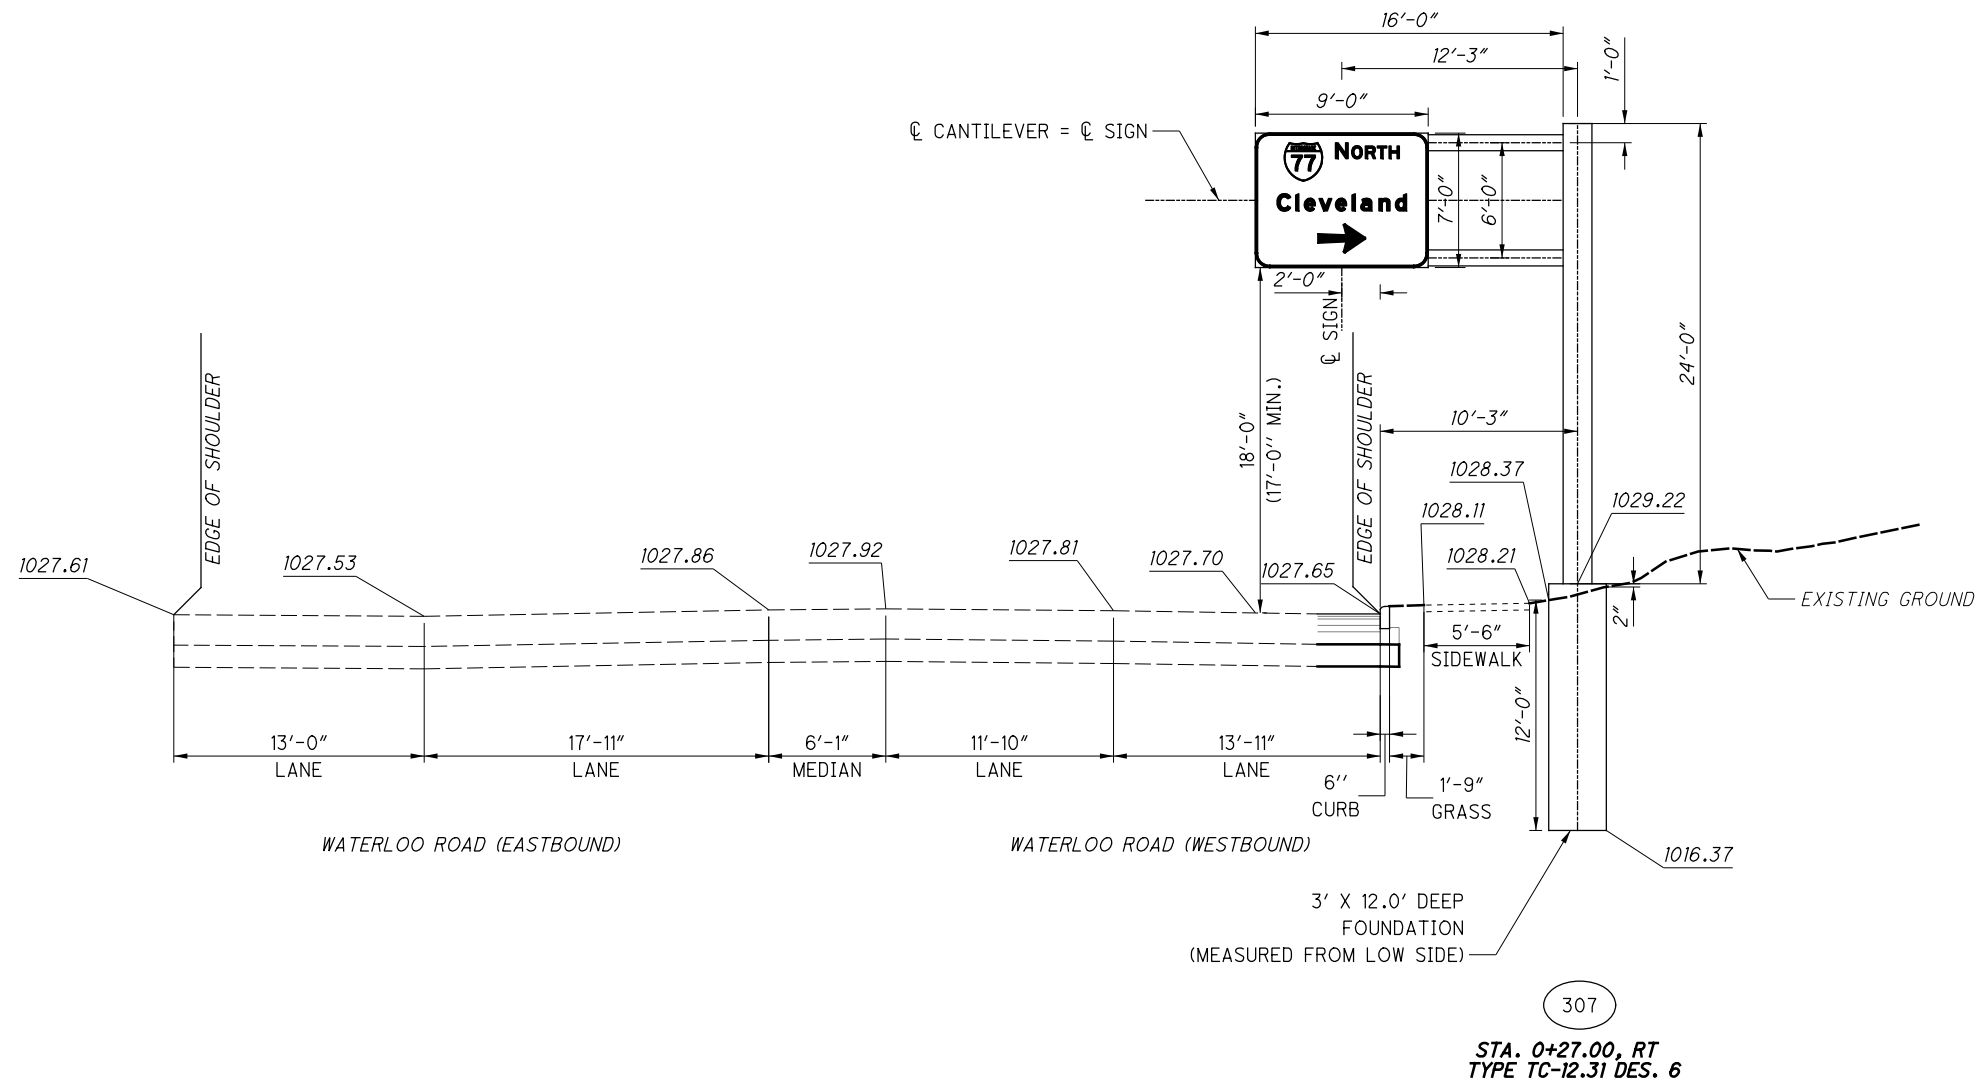 16'-0"
12'-3"
1'-0"
9'-0"
℄ CANTILEVER = ℄ SIGN
77
NORTH
Cleveland
7'-0"
6'-0"
2'-0"
℄ SIGN
24'-0"
18'-0"
(17'-0'' MIN.)
EDGE OF SHOULDER
EDGE OF SHOULDER
10'-3"
1028.37
1029.22
1028.11
1028.21
1027.61
1027.53
1027.86
1027.92
1027.81
1027.70
1027.65
EXISTING GROUND
2"
5'-6"
SIDEWALK
12'-0"
13'-0"
LANE
17'-11"
LANE
6'-1"
MEDIAN
11'-10"
LANE
13'-11"
LANE
6''
CURB
1'-9"
GRASS
WATERLOO ROAD (EASTBOUND)
WATERLOO ROAD (WESTBOUND)
1016.37
3' X 12.0' DEEP
FOUNDATION
(MEASURED FROM LOW SIDE)
307
STA. 0+27.00, RT
TYPE TC-12.31 DES. 6